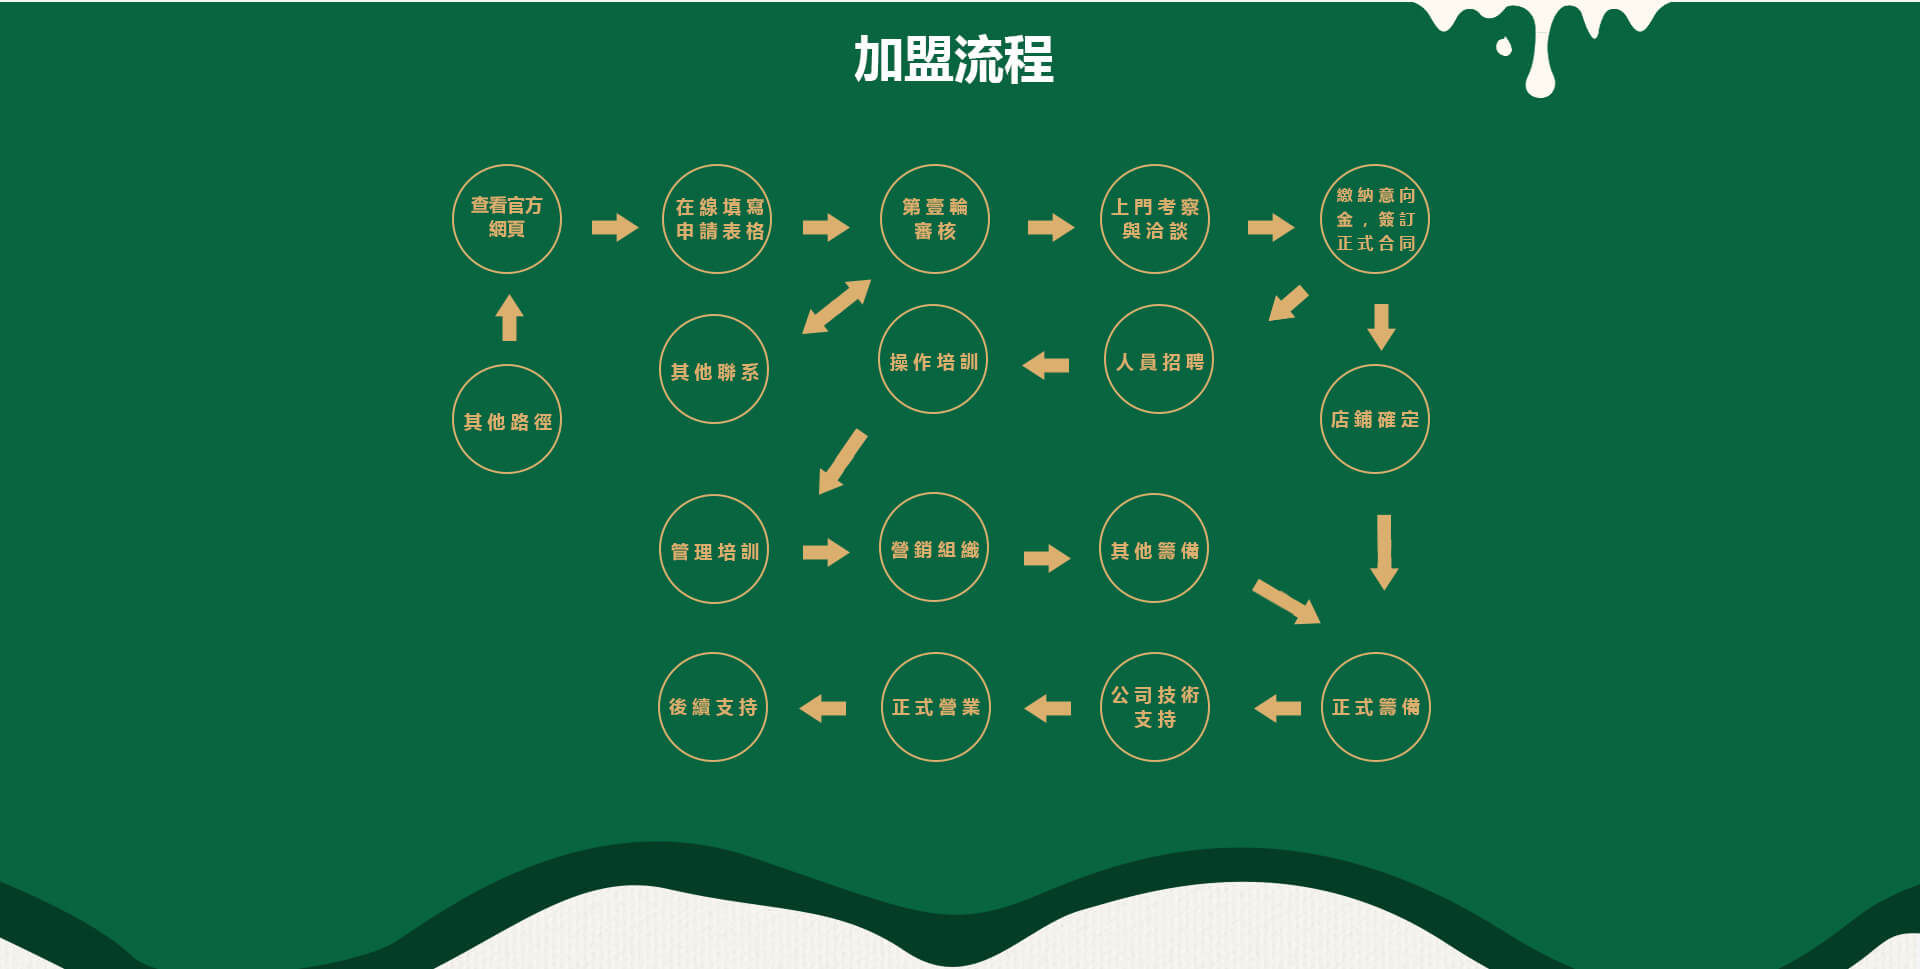 加盟流程
查看官方
網頁
在線填寫
申請表格
第壹輪
審核
上門考察
與洽談
繳納意向
金，簽訂
正式合同
其他路徑
其他聯系
操作培訓
人員招聘
店鋪確定
管理培訓
營銷組織
其他籌備
後續支持
正式營業
公司技術
支持
正式籌備